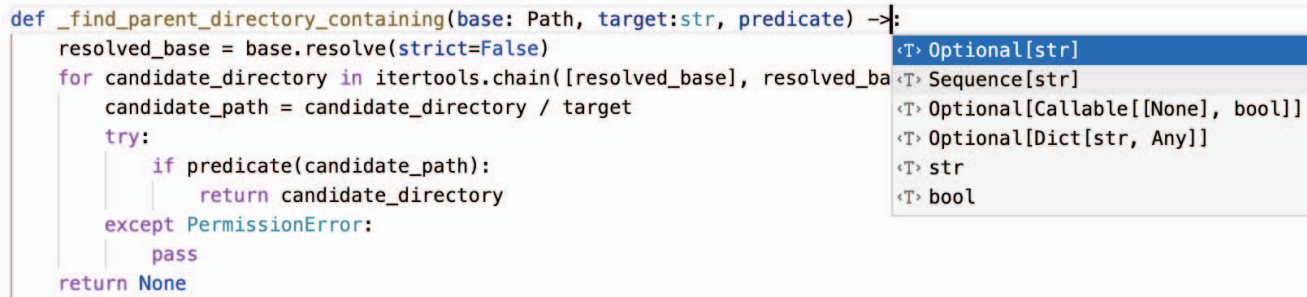 def _find_parent_directory_containing(base: Path, target:str, predicate) ->:
    resolved_base = base.resolve(strict=False)
    for candidate_directory in itertools.chain([resolved_base], resolved_ba
        candidate_path = candidate_directory / target
        try:
            if predicate(candidate_path):
                return candidate_directory
        except PermissionError:
            pass
    return None
<T> Optional[str]
<T> Sequence[str]
<T> Optional[Callable[[None], bool]]
<T> Optional[Dict[str, Any]]
<T> str
<T> bool